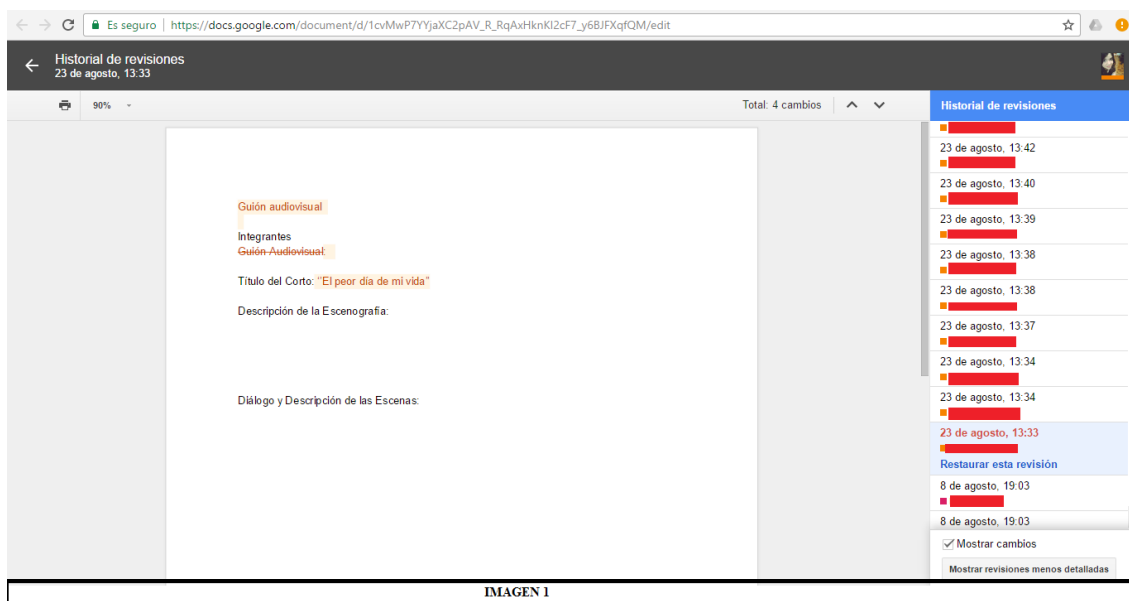 Es seguro | https://docs.google.com/document/d/1cvMwP7YYjaXC2pAV_R_RqAxHknKI2cF7_y6BJFXqfQM/edit
Historial de revisiones
23 de agosto, 13:33
90%
Total: 4 cambios
Guión audiovisual
Integrantes
Guión Audiovisual:
Título del Corto: "El peor día de mi vida"
Descripción de la Escenografía:
Diálogo y Descripción de las Escenas:
Historial de revisiones
23 de agosto, 13:42
23 de agosto, 13:40
23 de agosto, 13:39
23 de agosto, 13:38
23 de agosto, 13:38
23 de agosto, 13:37
23 de agosto, 13:34
23 de agosto, 13:34
23 de agosto, 13:33
Restaurar esta revisión
8 de agosto, 19:03
8 de agosto, 19:03
Mostrar cambios
Mostrar revisiones menos detalladas
IMAGEN 1